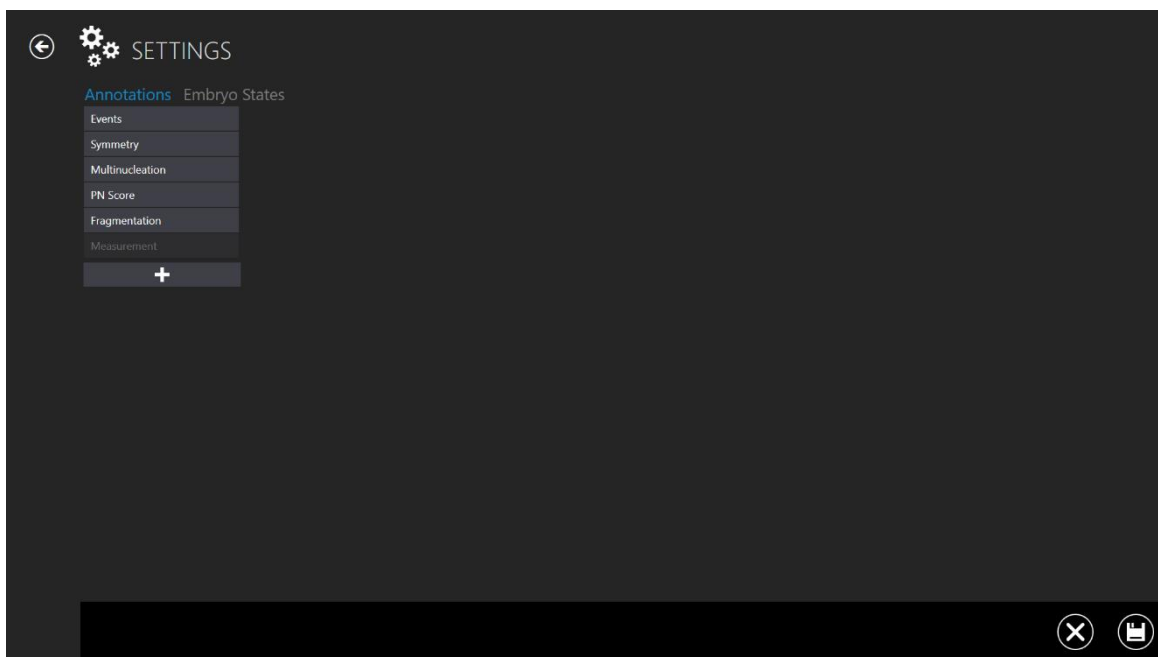 SETTINGS
Annotations Embryo States
Events
Symmetry
Multinucleation
PN Score
Fragmentation
Measurement